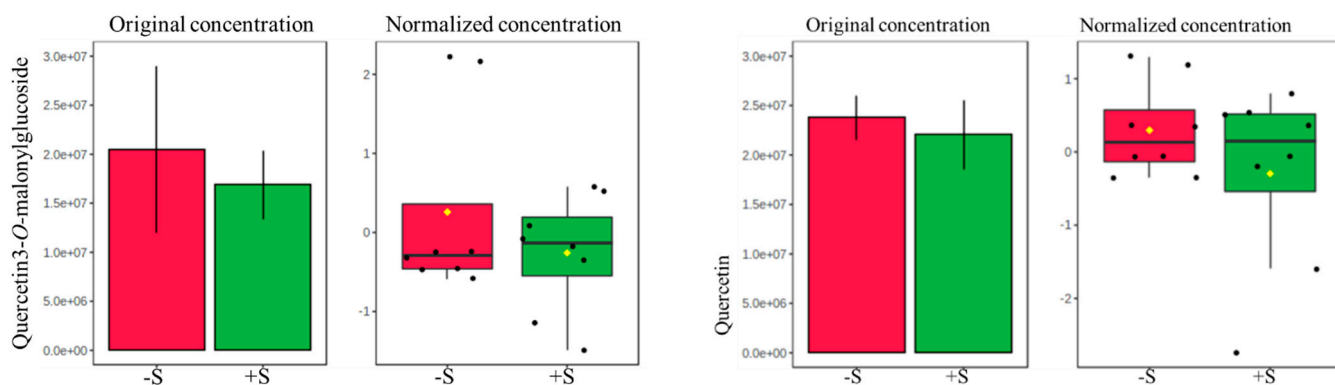 Original concentration
Normalized concentration
Quercetin3-O-malonylglucoside
3.0e+07
2.5e+07
2.0e+07
1.5e+07
1.0e+07
5.0e+06
0.0e+00
-S
+S
2
1
0
-1
-S
+S
Original concentration
Normalized concentration
Quercetin
3.0e+07
2.5e+07
2.0e+07
1.5e+07
1.0e+07
5.0e+06
0.0e+00
-S
+S
1
0
-1
-2
-S
+S